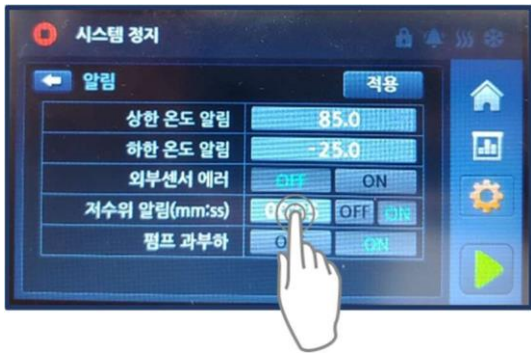 시스템 정지
알림 적용
상한 온도 알림 85.0
하한 온도 알림 -25.0
외부센서 에러 OFF ON
저수위 알림(mm:ss) OFF ON
펌프 과부하 ON